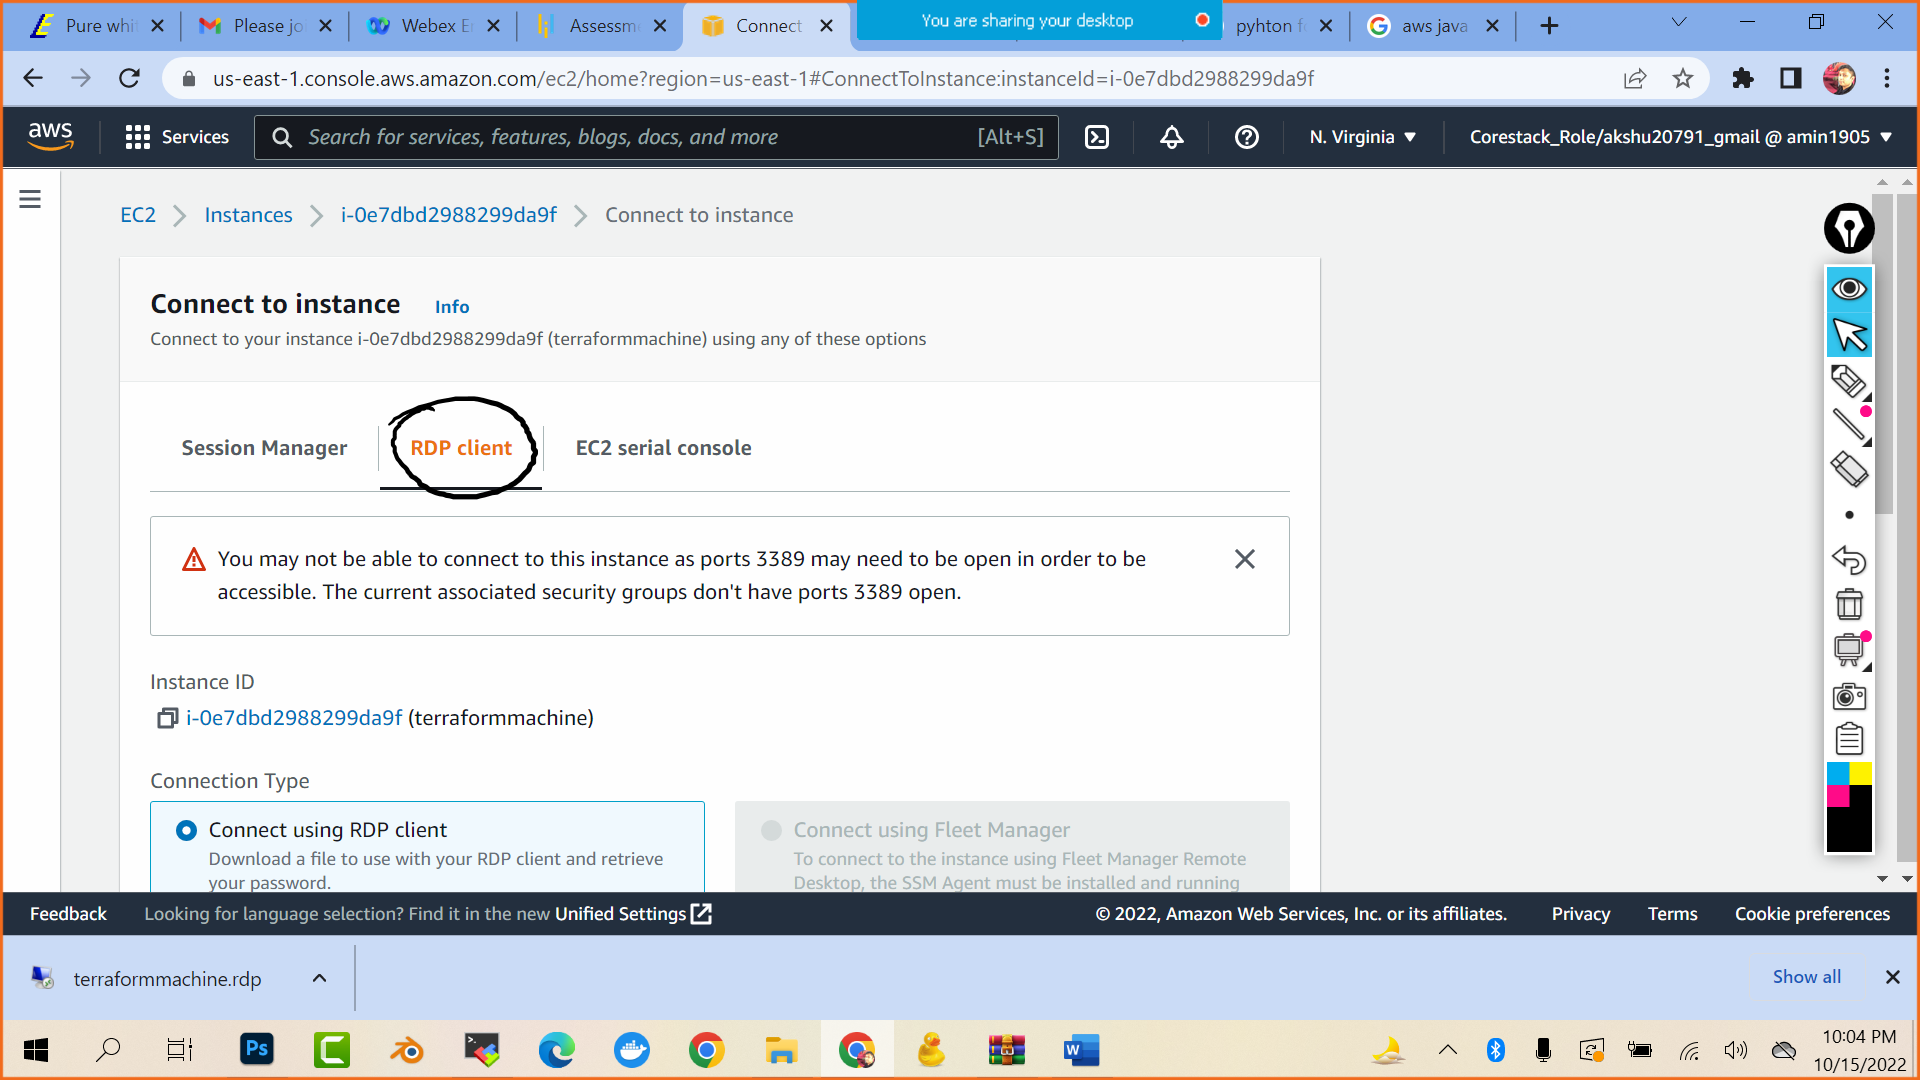 Pure whi
Please jo
Webex E
Assessm
Connect
You are sharing your desktop
pyhton f
aws java
us-east-1.console.aws.amazon.com/ec2/home?region=us-east-1#ConnectToInstance:instanceId=i-0e7dbd2988299da9f
aws
Services
Search for services, features, blogs, docs, and more
[Alt+S]
N. Virginia
Corestack_Role/akshu20791_gmail @ amin1905
EC2
Instances
i-0e7dbd2988299da9f
Connect to instance
Connect to instance
Info
Connect to your instance i-0e7dbd2988299da9f (terraformmachine) using any of these options
Session Manager
RDP client
EC2 serial console
You may not be able to connect to this instance as ports 3389 may need to be open in order to be
accessible. The current associated security groups don't have ports 3389 open.
Instance ID
i-0e7dbd2988299da9f (terraformmachine)
Connection Type
Connect using RDP client
Download a file to use with your RDP client and retrieve
your password.
Connect using Fleet Manager
To connect to the instance using Fleet Manager Remote
Desktop, the SSM Agent must be installed and running
Feedback
Looking for language selection? Find it in the new Unified Settings
© 2022, Amazon Web Services, Inc. or its affiliates.
Privacy
Terms
Cookie preferences
terraformmachine.rdp
Show all
Ps
C
W
10:04 PM
10/15/2022